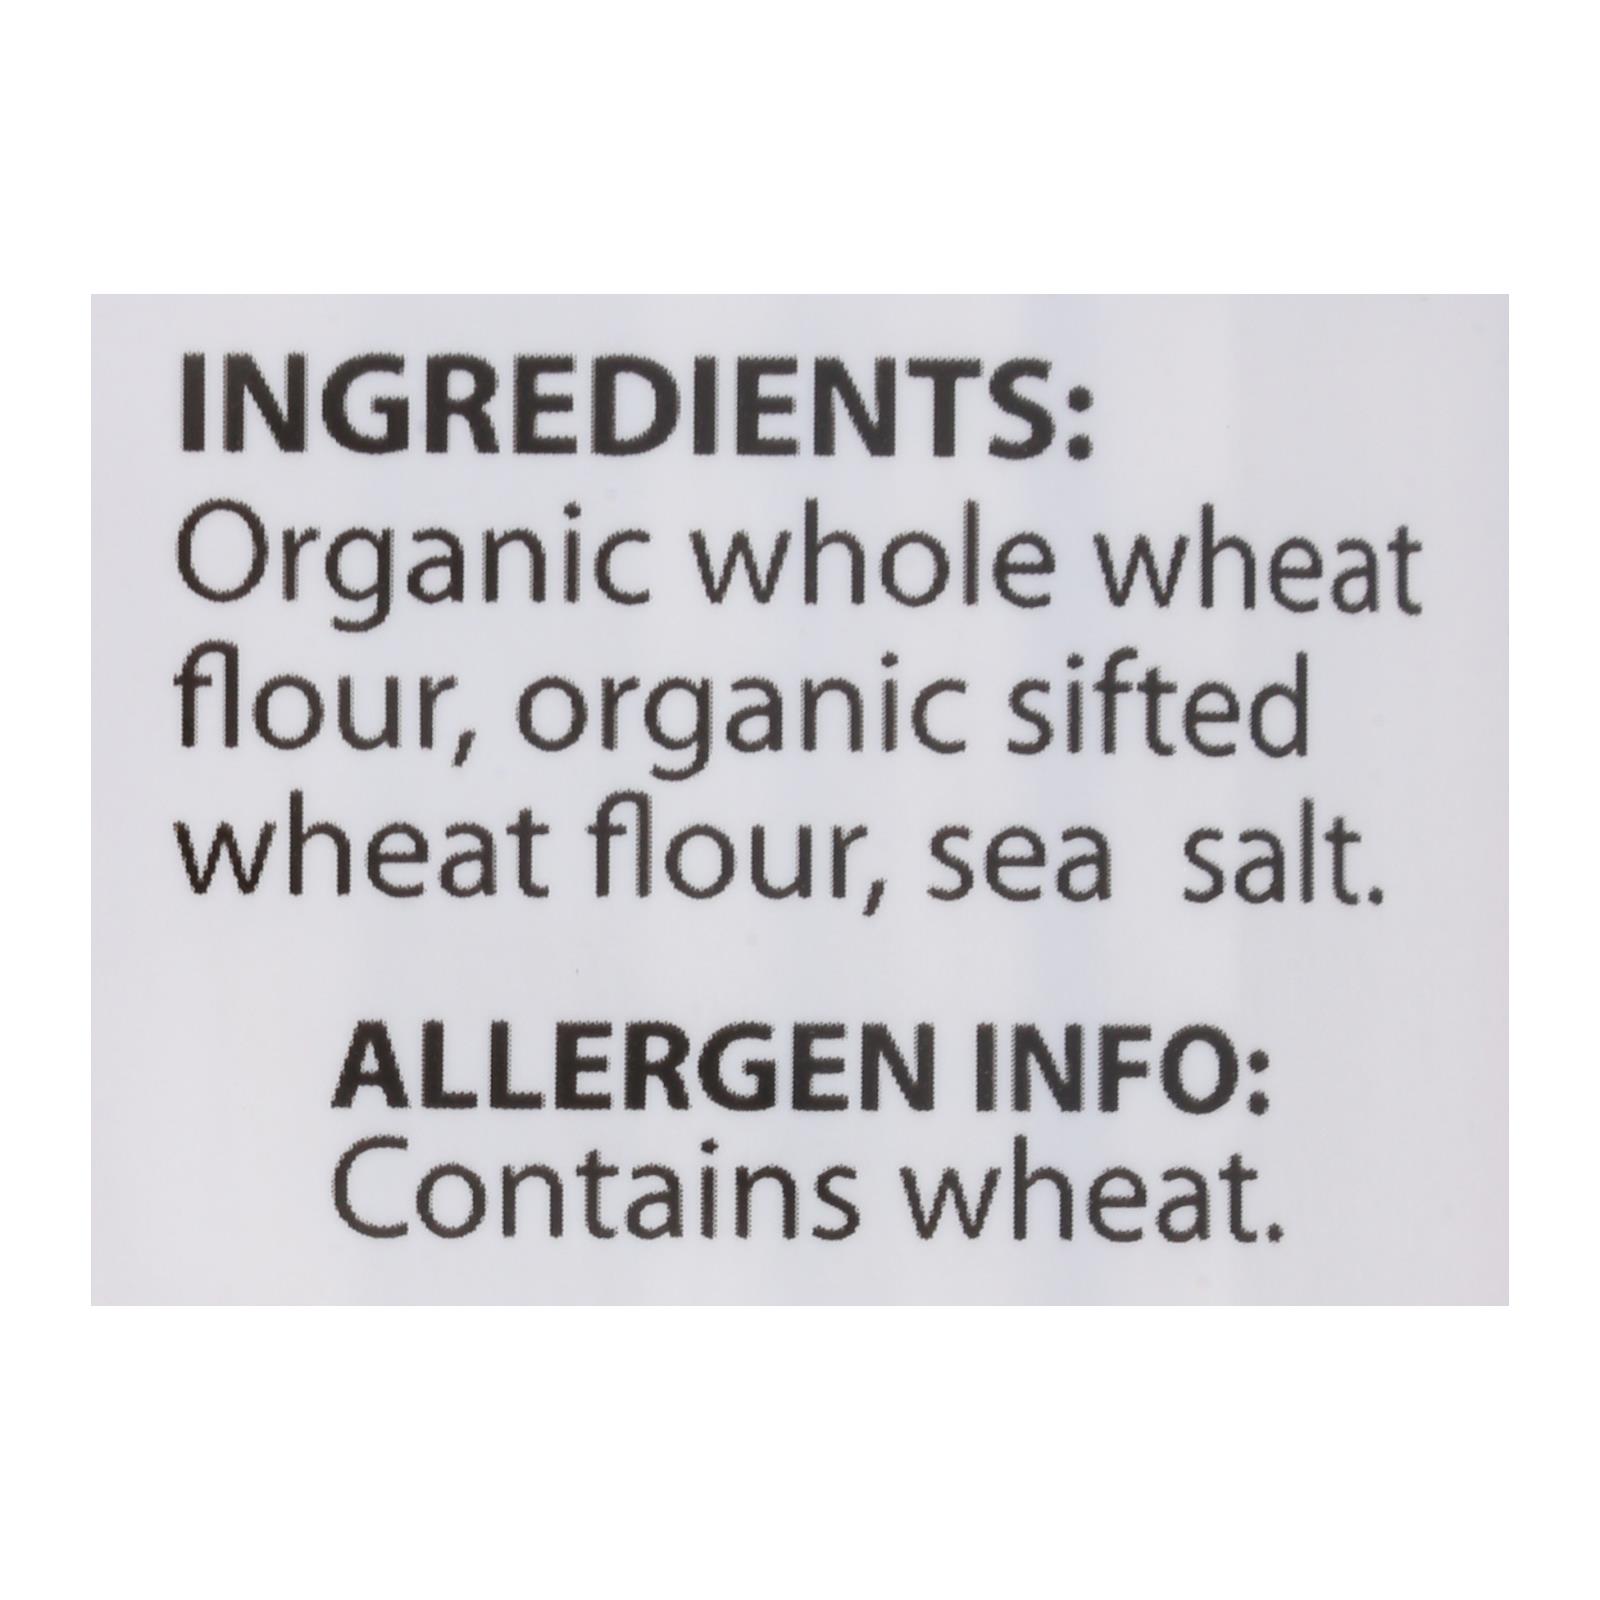 INGREDIENTS:
Organic whole wheat
flour, organic sifted
wheat flour, sea salt.
ALLERGEN INFO:
Contains wheat.